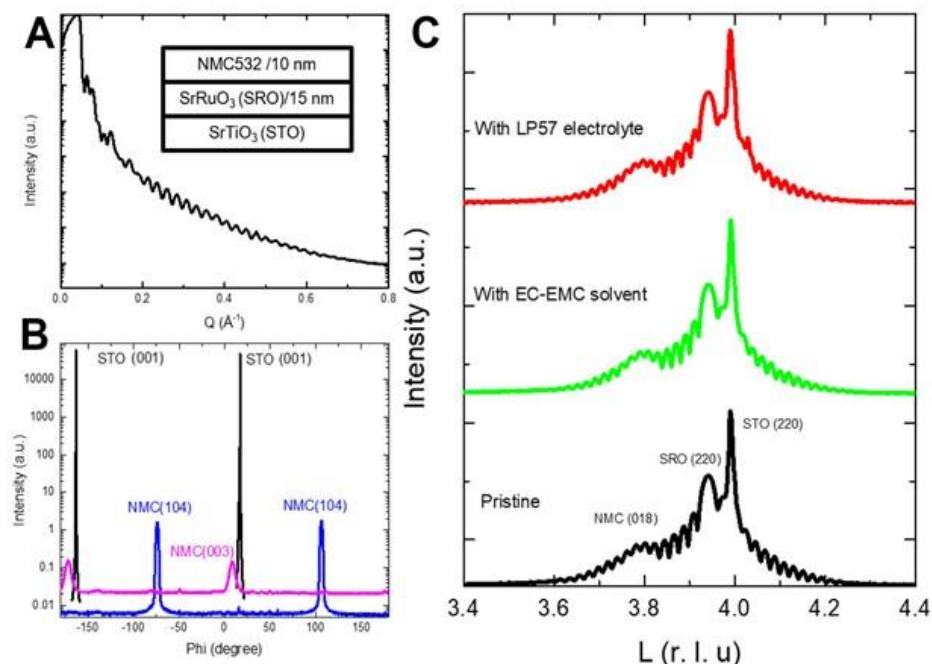 A
NMC532 /10 nm
SrRuO₃ (SRO)/15 nm
SrTiO₃ (STO)
Intensity (a.u.)
0.0 0.2 0.4 0.6 0.8
Q (Å⁻¹)
B
STO (001) STO (001)
NMC(104) NMC(104)
NMC(003)
10000
1000
100
10
1
0.1
0.01
Intensity (a.u.)
-150 -100 -50 0 50 100 150
Phi (degree)
C
With LP57 electrolyte
With EC-EMC solvent
STO (220)
SRO (220)
Pristine
NMC (018)
Intensity (a.u.)
3.4 3.6 3.8 4.0 4.2 4.4
L (r. l. u)